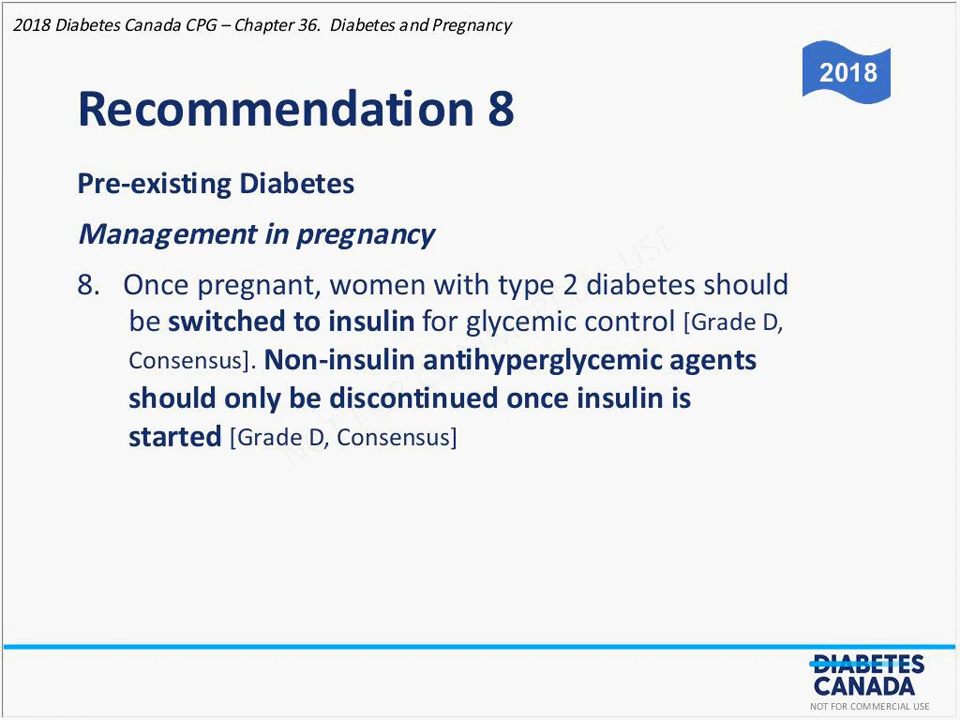 2018 Diabetes Canada CPG – Chapter 36. Diabetes and Pregnancy
2018
Recommendation 8
Pre-existing Diabetes
Management in pregnancy
8. Once pregnant, women with type 2 diabetes should
be switched to insulin for glycemic control [Grade D,
Consensus]. Non-insulin antihyperglycemic agents
should only be discontinued once insulin is
started [Grade D, Consensus]
DIABETES
CANADA
NOT FOR COMMERCIAL USE